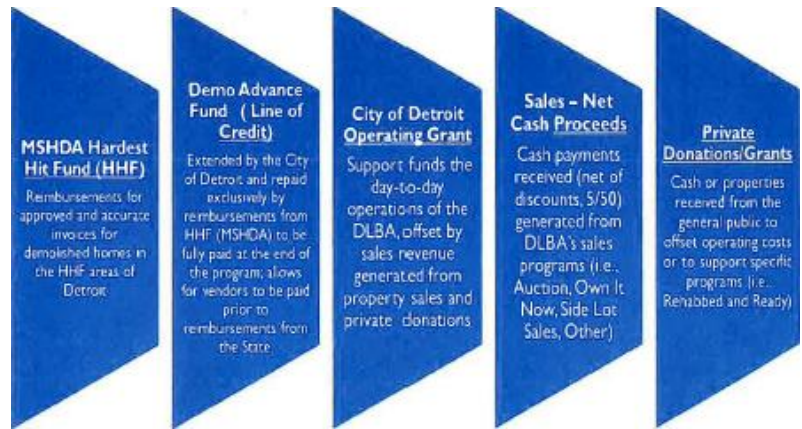 MSHDA Hardest
Hit Fund (HHF)
Reimbursements for
approved and accurate
invoices for
demolished homes in
the HHF areas of
Detroit
Demo Advance
Fund ( Line of
Credit)
Extended by the City
of Detroit and repaid
exclusively by
reimbursements from
HHF (MSHDA) to be
fully paid at the end of
the program; allows
for vendors to be paid
prior to
reimbursements from
the State
City of Detroit
Operating Grant
Support funds the
day-to-day
operations of the
DLBA, offset by
sales revenue
generated from
property sales and
private donations
Sales – Net
Cash Proceeds
Cash payments
received (net of
discounts, 5/50)
generated from
DLBA's sales
programs (i.e.,
Auction, Own It
Now, Side Lot
Sales, Other)
Private
Donations/Grants
Cash or properties
received from the
general public to
offset operating costs
or to support specific
programs (i.e.
Rehabbed and Ready)